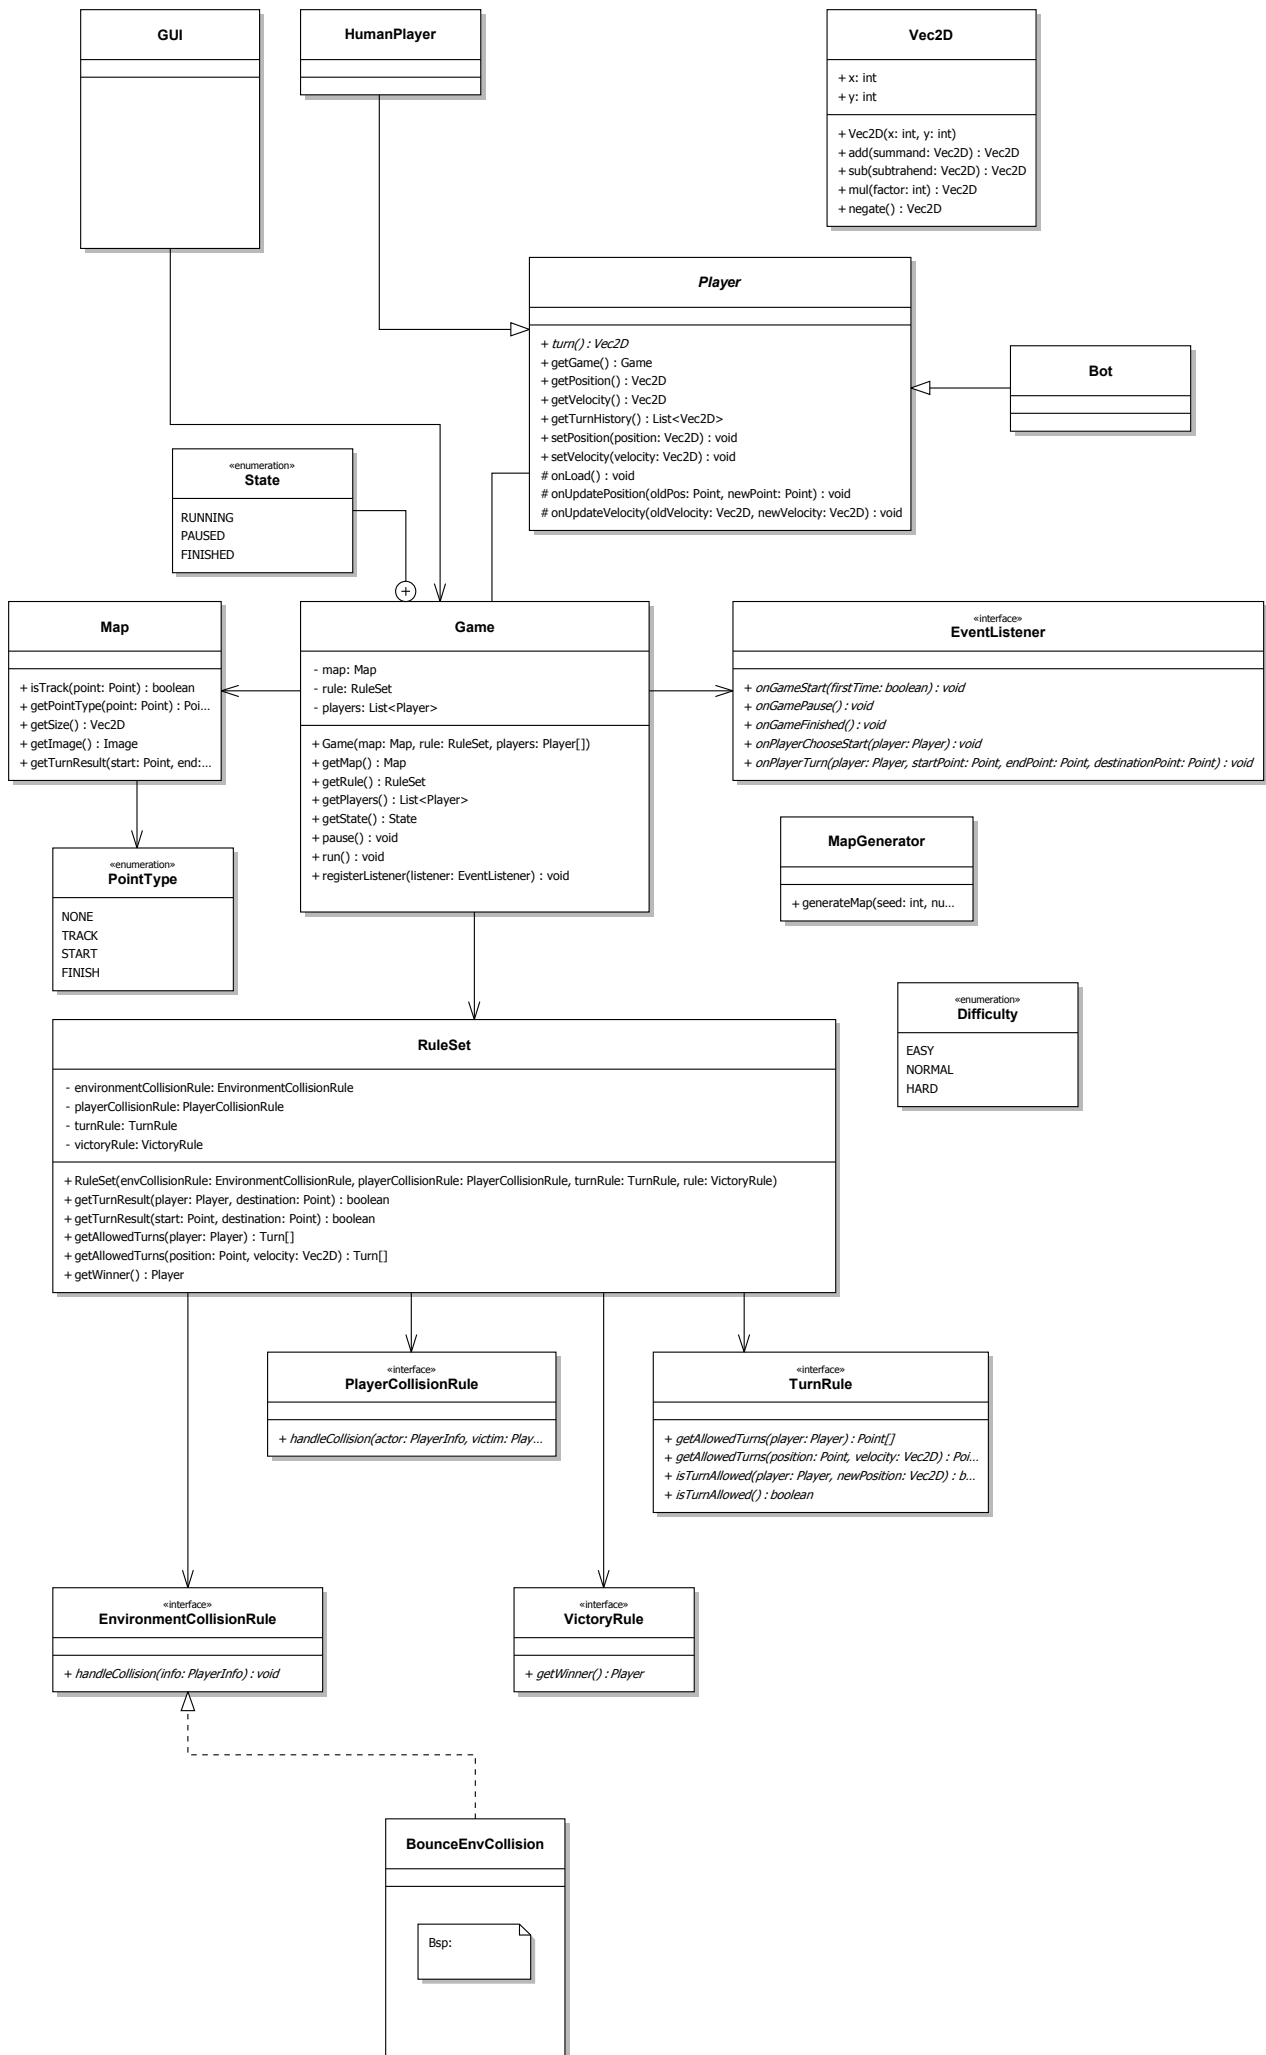 GUI
HumanPlayer
Vec2D
+ x: int
+ y: int
+ Vec2D(x: int, y: int)
+ add(summand: Vec2D) : Vec2D
+ sub(subtrahend: Vec2D) : Vec2D
+ mul(factor: int) : Vec2D
+ negate() : Vec2D
Player
+ turn() : Vec2D
+ getGame() : Game
+ getPosition() : Vec2D
+ getVelocity() : Vec2D
+ getTurnHistory() : List<Vec2D>
+ setPosition(position: Vec2D) : void
+ setVelocity(velocity: Vec2D) : void
# onLoad() : void
# onUpdatePosition(oldPos: Point, newPoint: Point) : void
# onUpdateVelocity(oldVelocity: Vec2D, newVelocity: Vec2D) : void
Bot
«enumeration»
State
RUNNING
PAUSED
FINISHED
Map
+ isTrack(point: Point) : boolean
+ getPointType(point: Point) : Poi...
+ getSize() : Vec2D
+ getImage() : Image
+ getTurnResult(start: Point, end:...
Game
- map: Map
- rule: RuleSet
- players: List<Player>
+ Game(map: Map, rule: RuleSet, players: Player[])
+ getMap() : Map
+ getRule() : RuleSet
+ getPlayers() : List<Player>
+ getState() : State
+ pause() : void
+ run() : void
+ registerListener(listener: EventListener) : void
«interface»
EventListener
+ onGameStart(firstTime: boolean) : void
+ onGamePause() : void
+ onGameFinished() : void
+ onPlayerChooseStart(player: Player) : void
+ onPlayerTurn(player: Player, startPoint: Point, endPoint: Point, destinationPoint: Point) : void
MapGenerator
+ generateMap(seed: int, nu...
«enumeration»
PointType
NONE
TRACK
START
FINISH
«enumeration»
Difficulty
EASY
NORMAL
HARD
RuleSet
- environmentCollisionRule: EnvironmentCollisionRule
- playerCollisionRule: PlayerCollisionRule
- turnRule: TurnRule
- victoryRule: VictoryRule
+ RuleSet(envCollisionRule: EnvironmentCollisionRule, playerCollisionRule: PlayerCollisionRule, turnRule: TurnRule, rule: VictoryRule)
+ getTurnResult(player: Player, destination: Point) : boolean
+ getTurnResult(start: Point, destination: Point) : boolean
+ getAllowedTurns(player: Player) : Turn[]
+ getAllowedTurns(position: Point, velocity: Vec2D) : Turn[]
+ getWinner() : Player
«interface»
PlayerCollisionRule
+ handleCollision(actor: PlayerInfo, victim: Play...
«interface»
TurnRule
+ getAllowedTurns(player: Player) : Point[]
+ getAllowedTurns(position: Point, velocity: Vec2D) : Poi...
+ isTurnAllowed(player: Player, newPosition: Vec2D) : b...
+ isTurnAllowed() : boolean
«interface»
EnvironmentCollisionRule
+ handleCollision(info: PlayerInfo) : void
«interface»
VictoryRule
+ getWinner() : Player
BounceEnvCollision
Bsp: